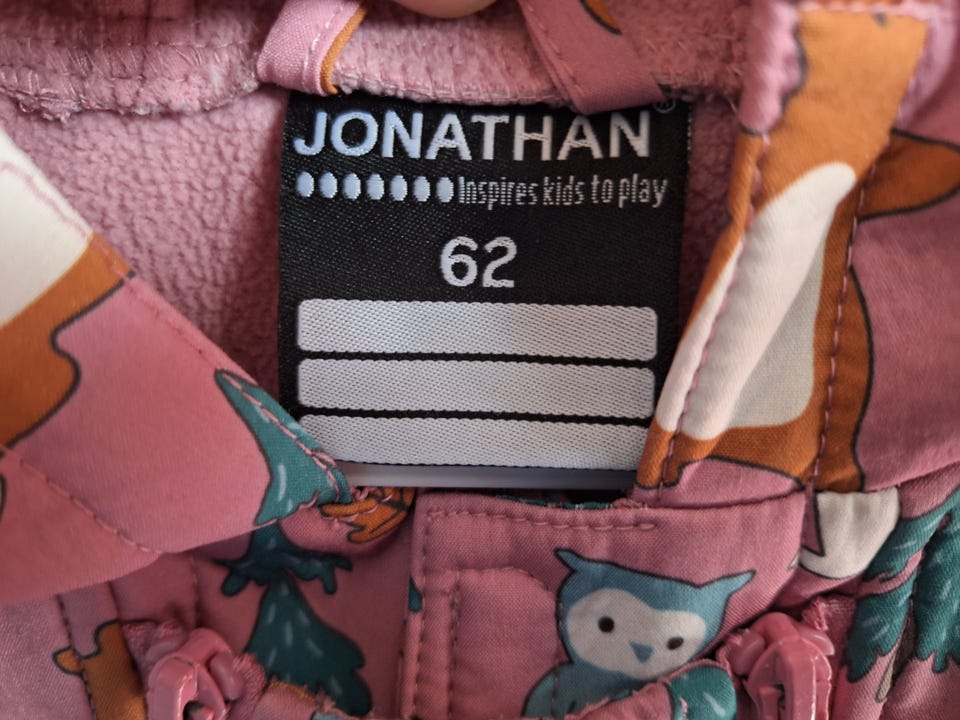 JONATHAN®
Inspires kids to play
62